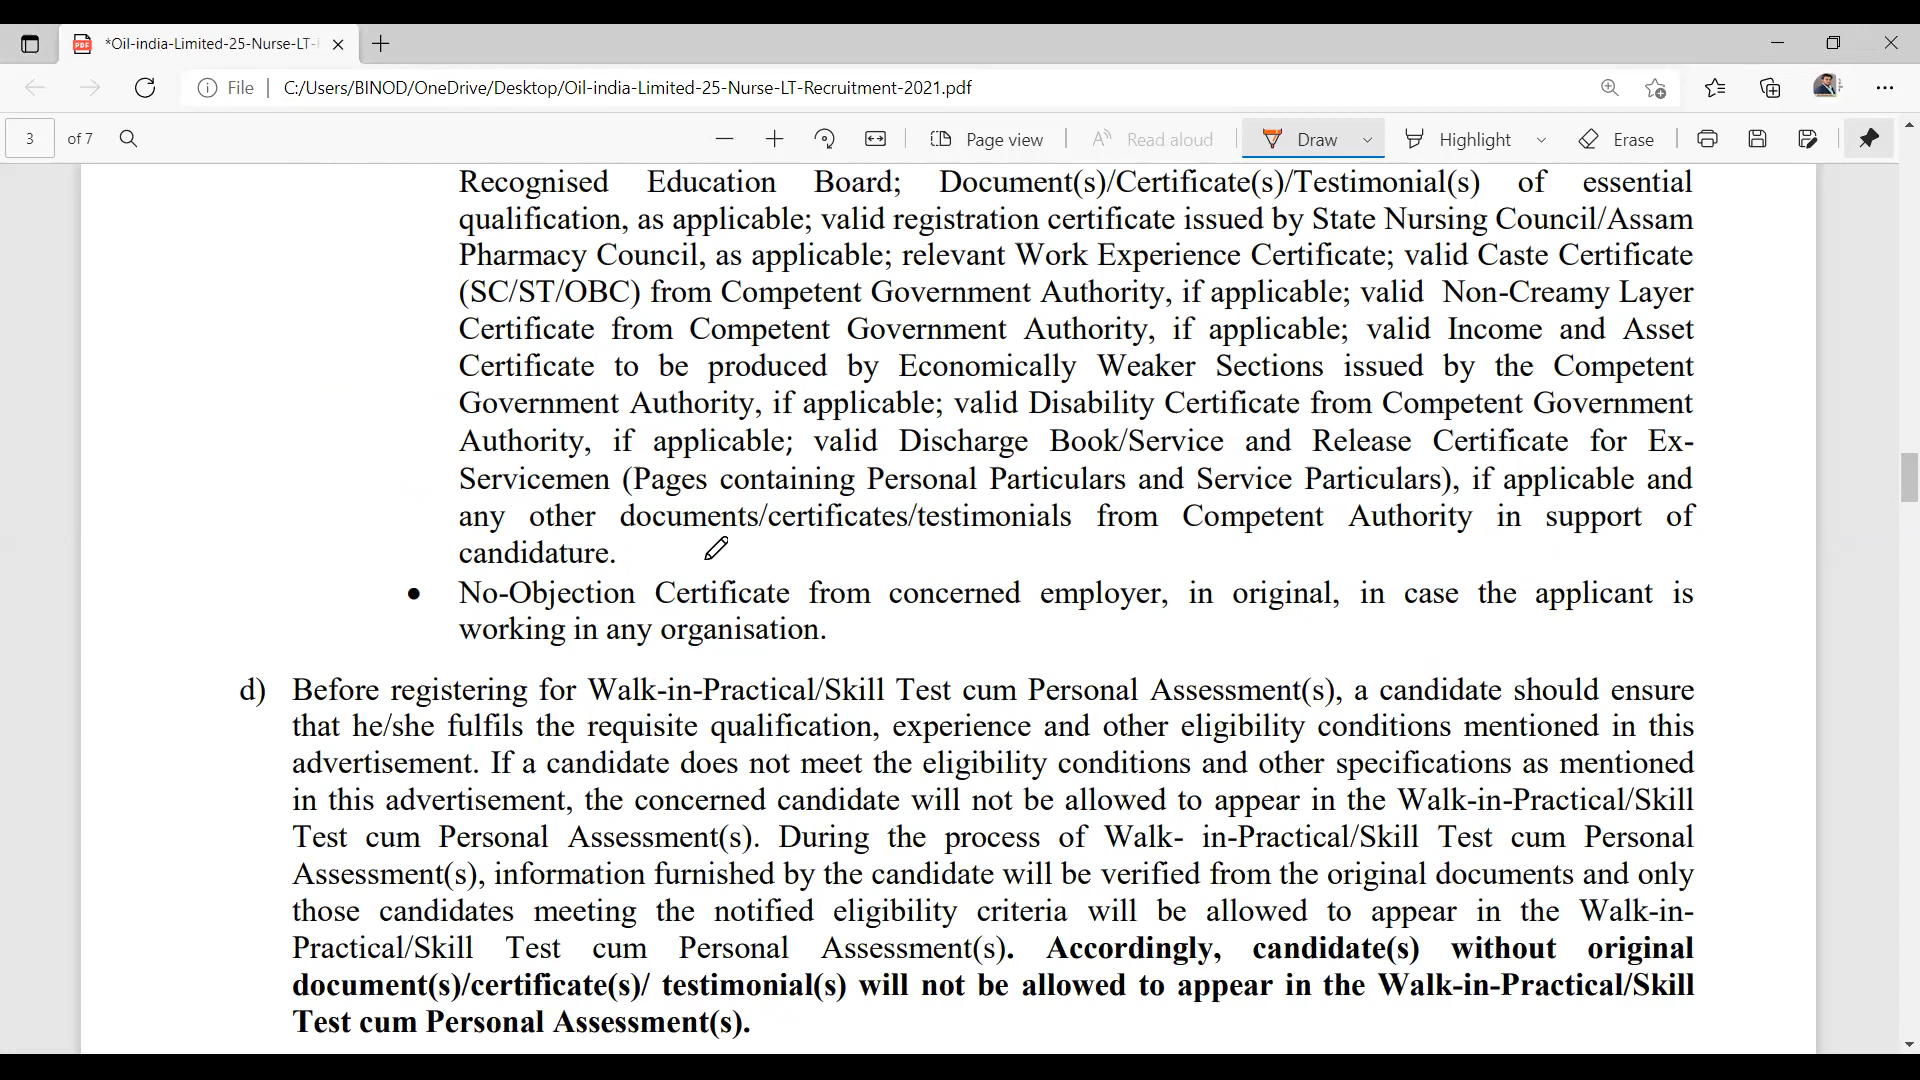 *Oil-india-Limited-25-Nurse-LT-
File
C:/Users/BINOD/OneDrive/Desktop/Oil-india-Limited-25-Nurse-LT-Recruitment-2021.pdf
3 of 7
Page view
Read aloud
Draw
Highlight
Erase
Recognised Education Board; Document(s)/Certificate(s)/Testimonial(s) of essential
qualification, as applicable; valid registration certificate issued by State Nursing Council/Assam
Pharmacy Council, as applicable; relevant Work Experience Certificate; valid Caste Certificate
(SC/ST/OBC) from Competent Government Authority, if applicable; valid Non-Creamy Layer
Certificate from Competent Government Authority, if applicable; valid Income and Asset
Certificate to be produced by Economically Weaker Sections issued by the Competent
Government Authority, if applicable; valid Disability Certificate from Competent Government
Authority, if applicable; valid Discharge Book/Service and Release Certificate for Ex-
Servicemen (Pages containing Personal Particulars and Service Particulars), if applicable and
any other documents/certificates/testimonials from Competent Authority in support of
candidature.
• No-Objection Certificate from concerned employer, in original, in case the applicant is
working in any organisation.
d) Before registering for Walk-in-Practical/Skill Test cum Personal Assessment(s), a candidate should ensure
that he/she fulfils the requisite qualification, experience and other eligibility conditions mentioned in this
advertisement. If a candidate does not meet the eligibility conditions and other specifications as mentioned
in this advertisement, the concerned candidate will not be allowed to appear in the Walk-in-Practical/Skill
Test cum Personal Assessment(s). During the process of Walk- in-Practical/Skill Test cum Personal
Assessment(s), information furnished by the candidate will be verified from the original documents and only
those candidates meeting the notified eligibility criteria will be allowed to appear in the Walk-in-
Practical/Skill Test cum Personal Assessment(s). Accordingly, candidate(s) without original
document(s)/certificate(s)/ testimonial(s) will not be allowed to appear in the Walk-in-Practical/Skill
Test cum Personal Assessment(s).